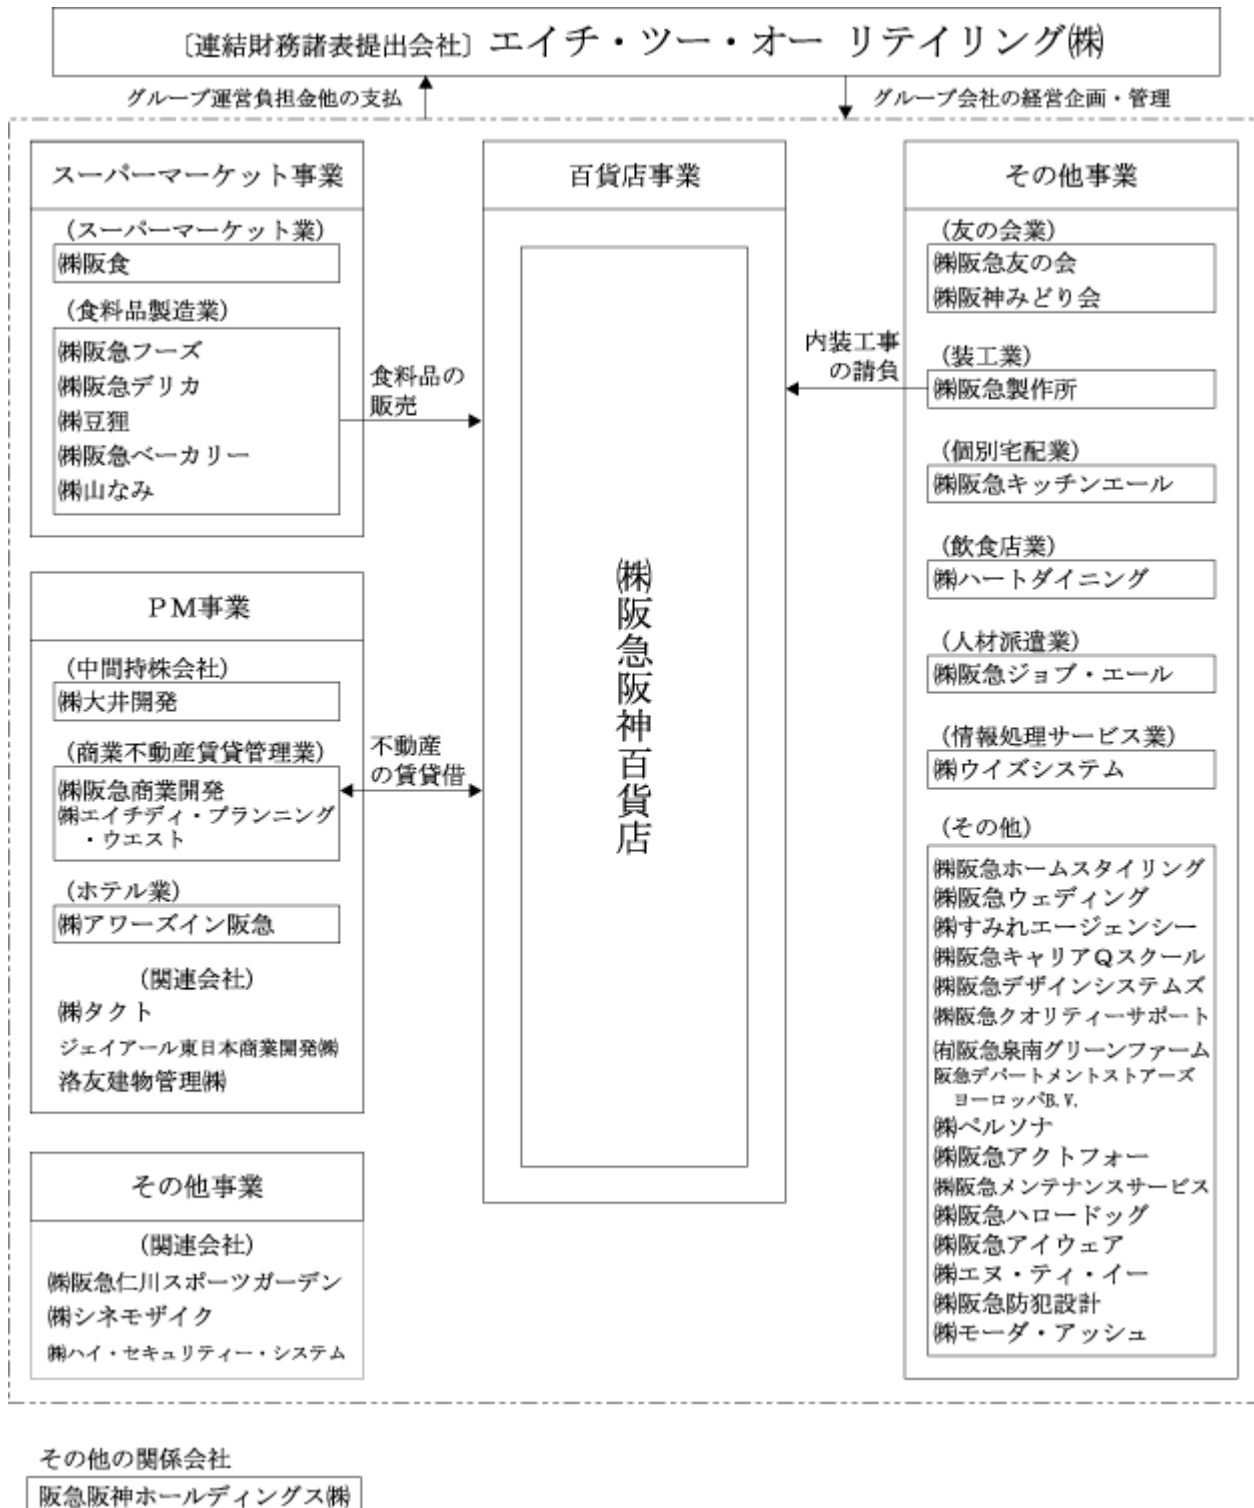 〔連結財務諸表提出会社〕エイチ・ツー・オー リテイリング㈱
グループ運営負担金他の支払
グループ会社の経営企画・管理
スーパーマーケット事業
(スーパーマーケット業)
㈱阪食
(食料品製造業)
㈱阪急フーズ
㈱阪急デリカ
㈱豆狸
㈱阪急ベーカリー
㈱山なみ
食料品の
販売
PM事業
(中間持株会社)
㈱大井開発
(商業不動産賃貸管理業)
㈱阪急商業開発
㈱エイチディ・プランニング
・ウエスト
(ホテル業)
㈱アワーズイン阪急
(関連会社)
㈱タクト
ジェイアール東日本商業開発㈱
洛友建物管理㈱
不動産
の賃貸借
その他事業
(関連会社)
㈱阪急仁川スポーツガーデン
㈱シネモザイク
㈱ハイ・セキュリティー・システム
百貨店事業
㈱阪急阪神百貨店
内装工事
の請負
その他事業
(友の会業)
㈱阪急友の会
㈱阪神みどり会
(装工業)
㈱阪急製作所
(個別宅配業)
㈱阪急キッチンエール
(飲食店業)
㈱ハートダイニング
(人材派遣業)
㈱阪急ジョブ・エール
(情報処理サービス業)
㈱ウイズシステム
(その他)
㈱阪急ホームスタイリング
㈱阪急ウェディング
㈱すみれエージェンシー
㈱阪急キャリアQスクール
㈱阪急デザインシステムズ
㈱阪急クオリティーサポート
㈲阪急泉南グリーンファーム
阪急デパートメントストアーズ
ヨーロッパB.V.
㈱ペルソナ
㈱阪急アクトフォー
㈱阪急メンテナンスサービス
㈱阪急ハロードッグ
㈱阪急アイウェア
㈱エヌ・ティ・イー
㈱阪急防犯設計
㈱モーダ・アッシュ
その他の関係会社
阪急阪神ホールディングス㈱